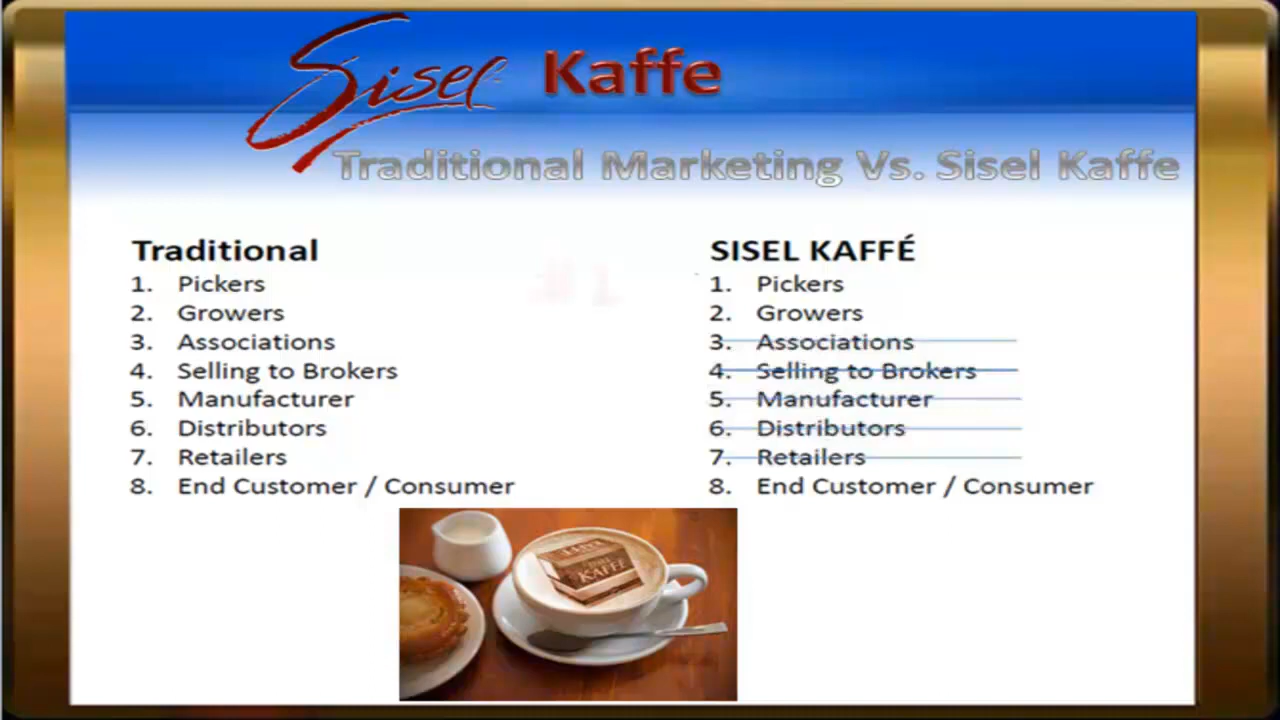 Sisel Kaffe
Traditional Marketing Vs. Sisel Kaffe
Traditional
1. Pickers
2. Growers
3. Associations
4. Selling to Brokers
5. Manufacturer
6. Distributors
7. Retailers
8. End Customer / Consumer
SISEL KAFFÉ
1. Pickers
2. Growers
3. Associations
4. Selling to Brokers
5. Manufacturer
6. Distributors
7. Retailers
8. End Customer / Consumer
#1
KAFFÉ